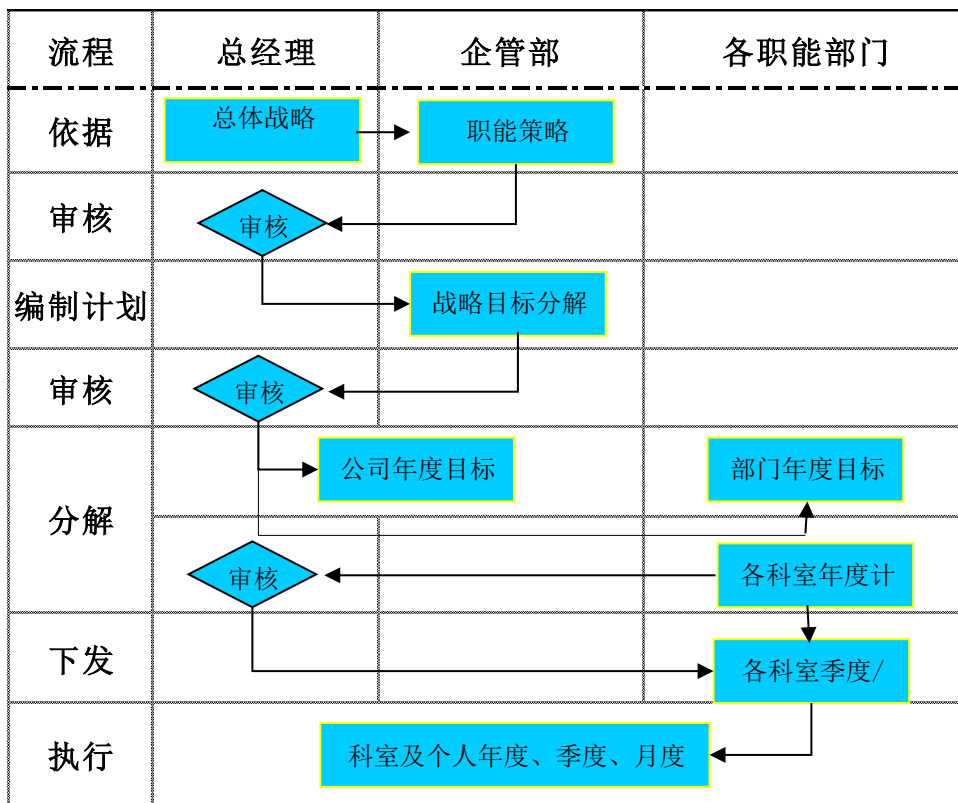 流程 总经理 企管部 各职能部门
依据 总体战略 职能策略
审核 审核
编制计划 战略目标分解
审核 审核
公司年度目标 部门年度目标
分解
审核 各科室年度计
下发 各科室季度/
执行 科室及个人年度、季度、月度